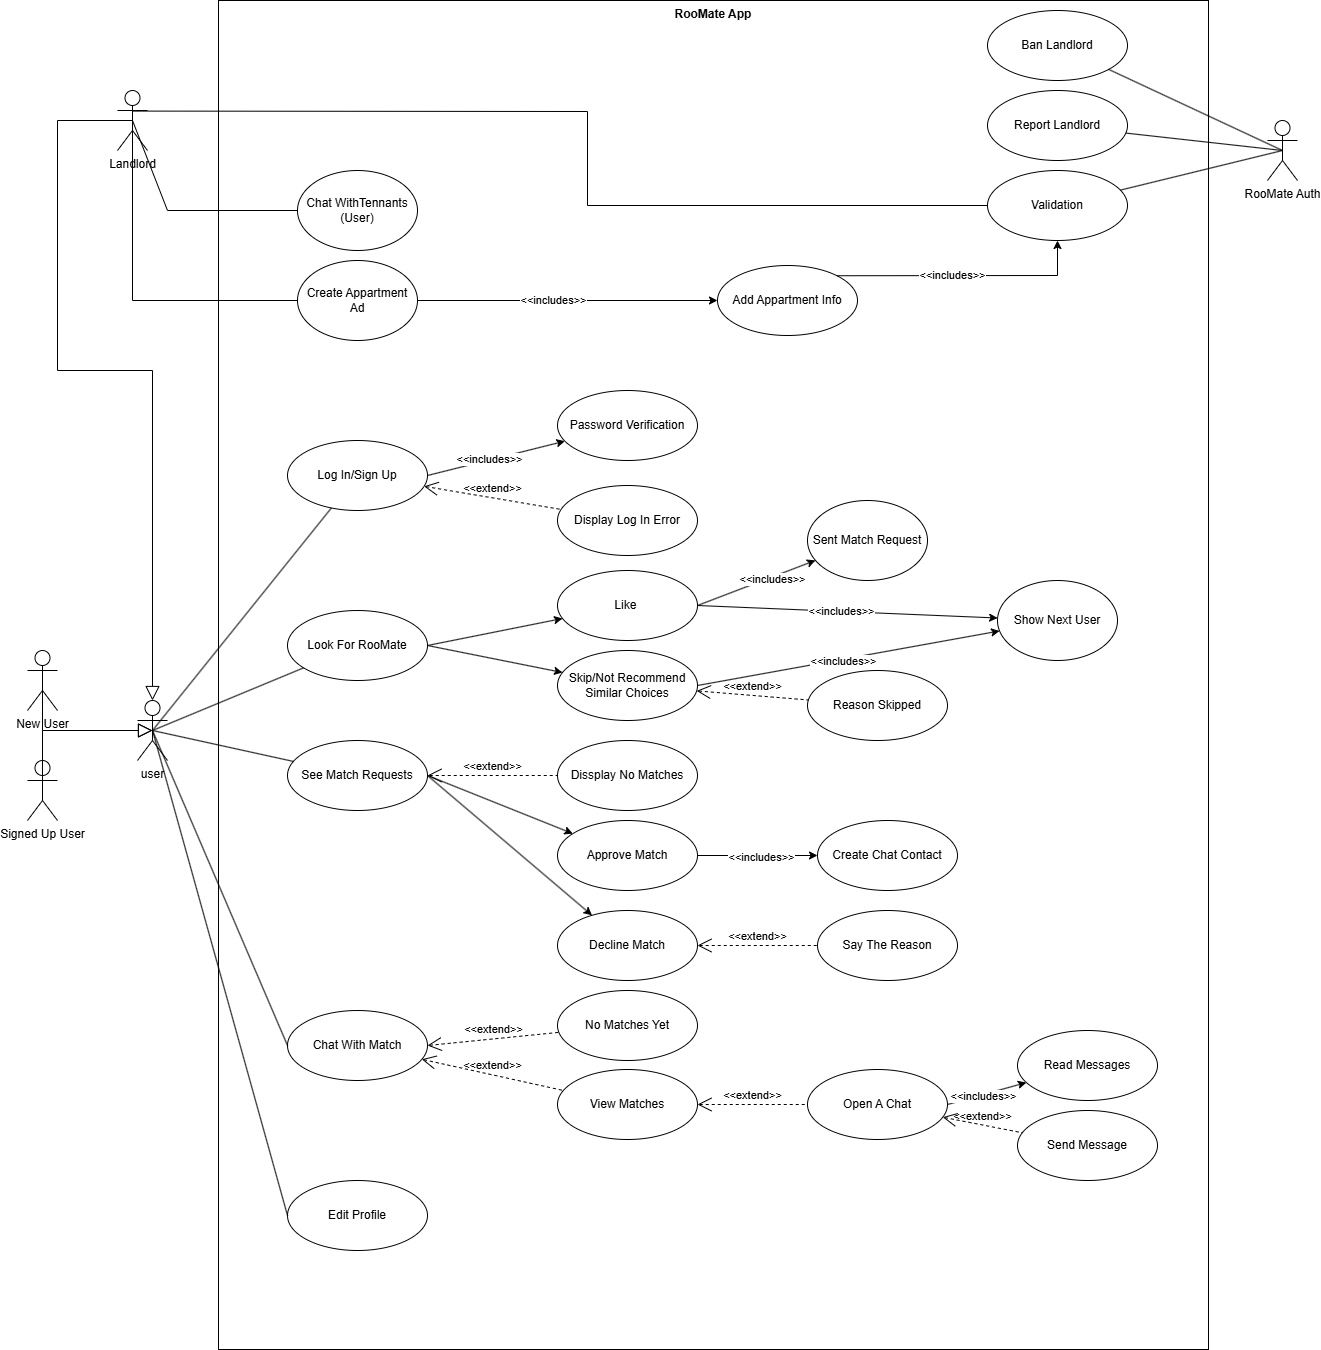 RooMate App
Ban Landlord
Report Landlord
Landlord
Validation
RooMate Auth
Chat WithTennants
(User)
<<includes>>
Create Appartment
Ad
<<includes>>
Add Appartment Info
Password Verification
<<includes>>
Log In/Sign Up
<<extend>>
Display Log In Error
Sent Match Request
<<includes>>
Like
<<includes>>
Show Next User
Look For RooMate
<<includes>>
Skip/Not Recommend
Similar Choices
<<extend>>
Reason Skipped
New User
user
See Match Requests
<<extend>>
Dissplay No Matches
Signed Up User
Approve Match
<<includes>>
Create Chat Contact
<<extend>>
Decline Match
Say The Reason
No Matches Yet
<<extend>>
Chat With Match
<<extend>>
Read Messages
<<extend>>
<<includes>>
View Matches
Open A Chat
<<extend>>
Send Message
Edit Profile